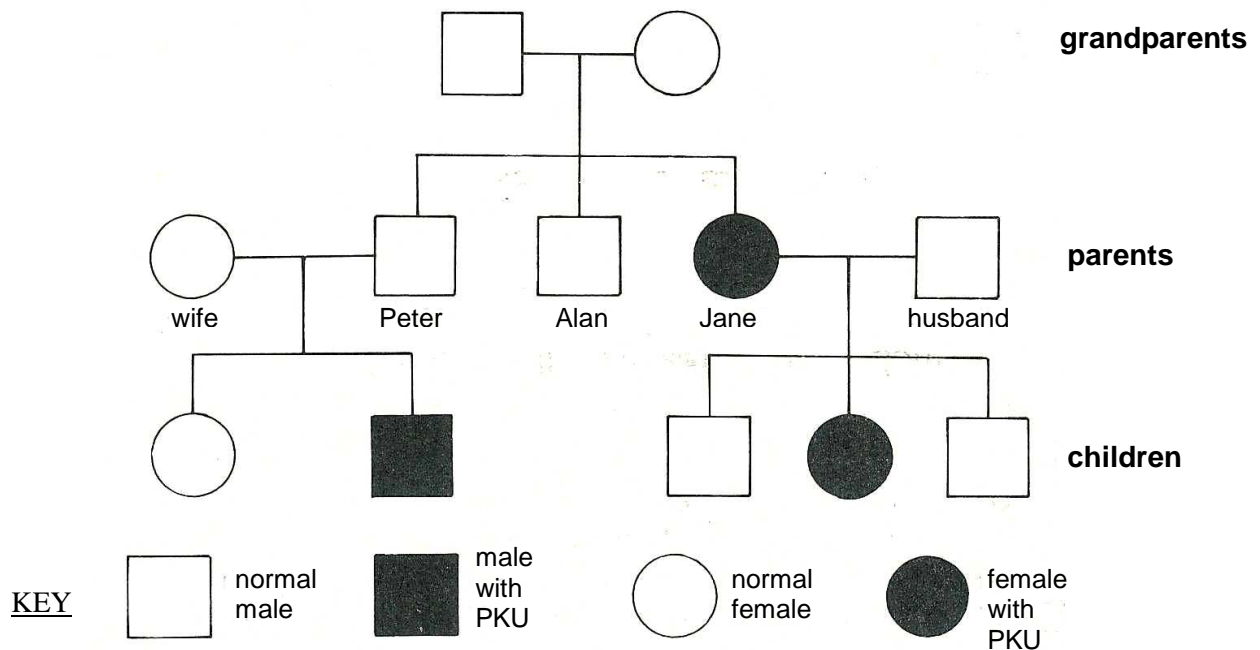 grandparents
parents
wife
Peter
Alan
Jane
husband
children
KEY
normal
male
male
with
PKU
normal
female
female
with
PKU